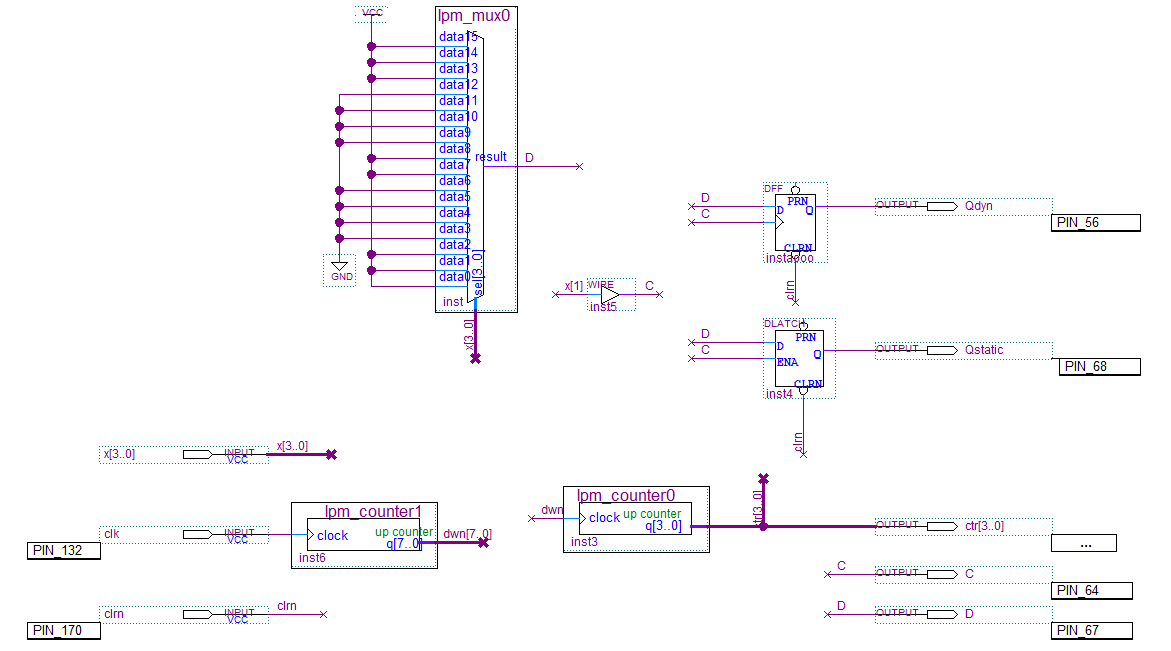 VCC
lpm_mux0
data15
data14
data13
data12
data11
data10
data9
data8
data7
data6
data5
data4
data3
data2
data1
data0
result
D
sel[3..0]
inst
x[3..0]
GND
x[1]
WIRE
C
inst5
D
C
DFF
PRN
D
Q
CLRN
clrn
OUTPUT
Qdyn
PIN_56
D
C
DLATCH
PRN
D
Q
ENA
CLRN
inst4
clrn
OUTPUT
Qstatic
PIN_68
x[3..0]
INPUT
VCC
x[3..0]
clk
INPUT
VCC
PIN_132
lpm_counter1
up counter
clock
q[7..0]
inst6
dwn[7..0]
dwn
lpm_counter0
up counter
clock
q[3..0]
inst3
ctr[3..0]
OUTPUT
ctr[3..0]
...
C
OUTPUT
C
PIN_64
clrn
INPUT
VCC
clrn
PIN_170
D
OUTPUT
D
PIN_67